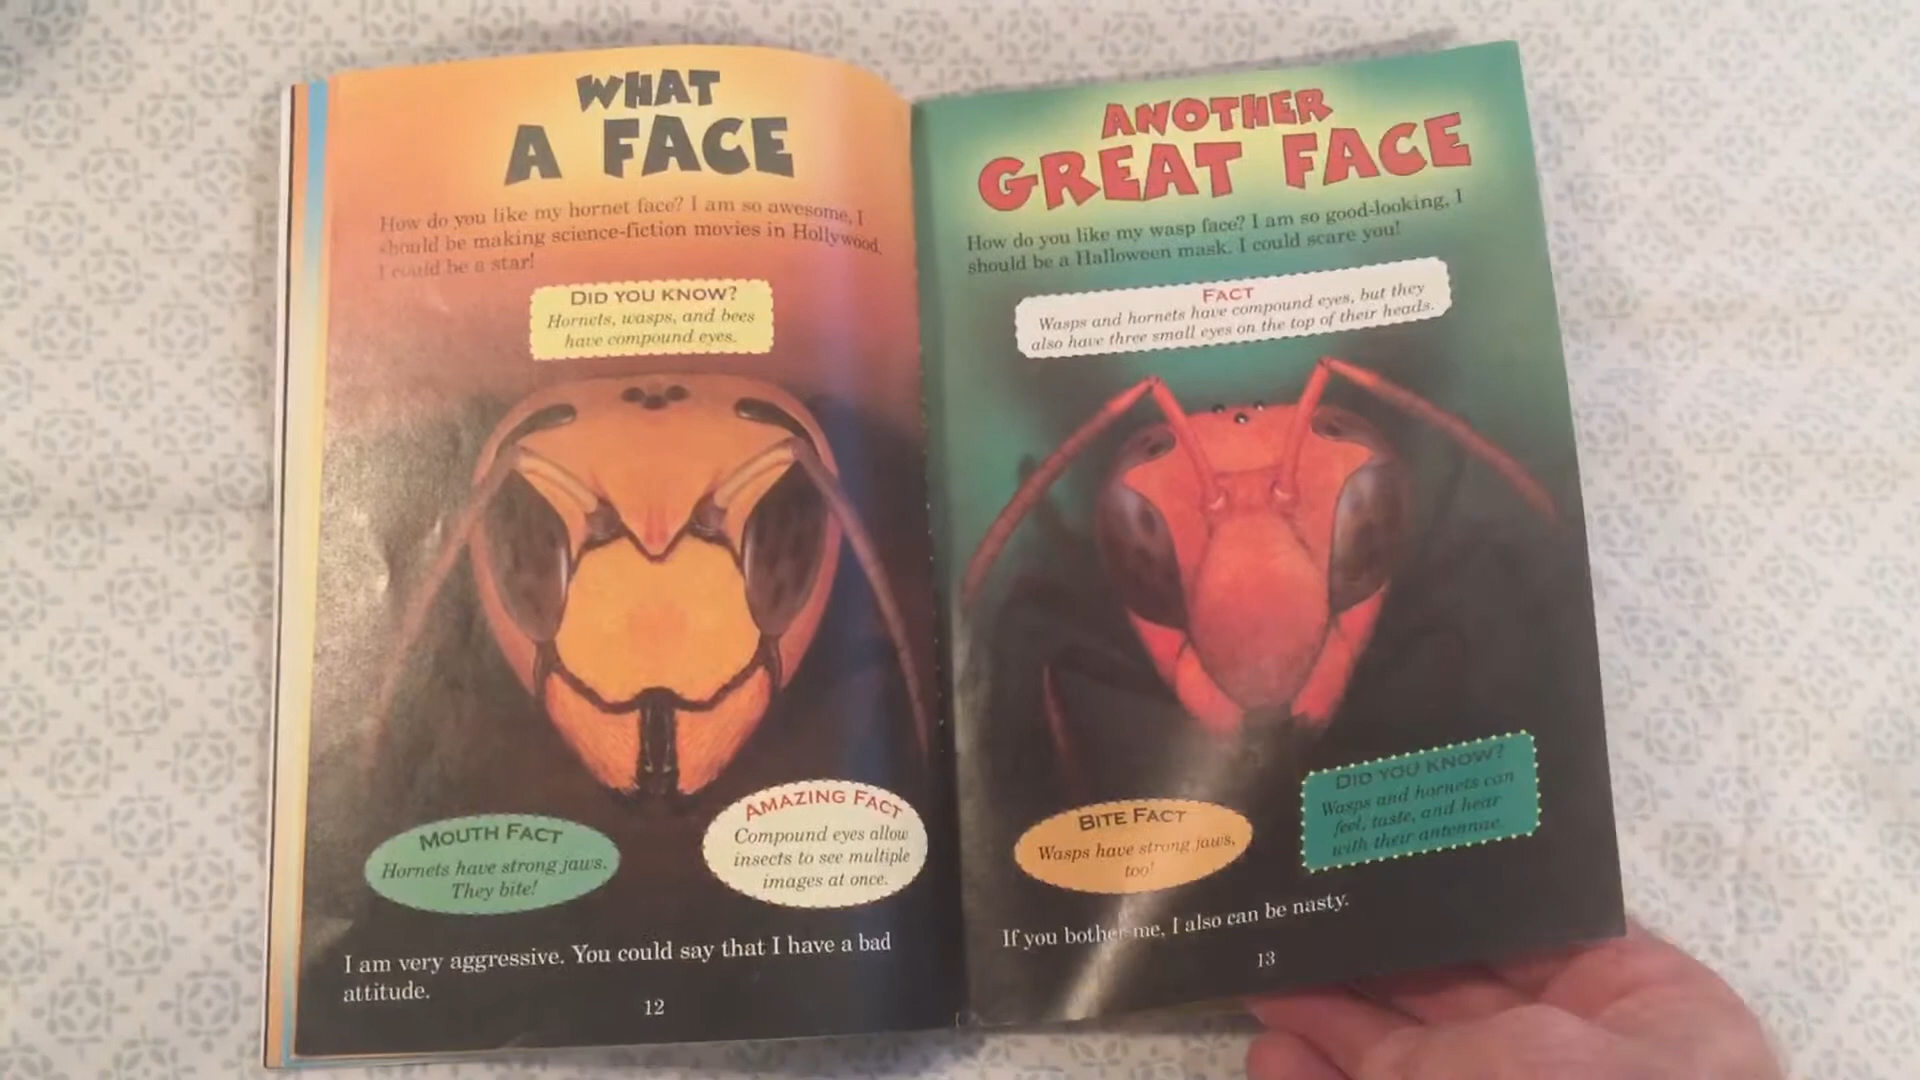 WHAT
A FACE
How do you like my hornet face? I am so awesome, I
should be making science-fiction movies in Hollywood.
I could be a star!
DID YOU KNOW?
Hornets, wasps, and bees
have compound eyes.
MOUTH FACT
Hornets have strong jaws.
They bite!
AMAZING FACT
Compound eyes allow
insects to see multiple
images at once.
I am very aggressive. You could say that I have a bad
attitude.
12
ANOTHER
GREAT FACE
How do you like my wasp face? I am so good-looking, I
should be a Halloween mask. I could scare you!
FACT
Wasps and hornets have compound eyes, but they
also have three small eyes on the top of their heads.
BITE FACT
Wasps have strong jaws,
too!
DID YOU KNOW?
Wasps and hornets can
feel, taste, and hear
with their antennae.
If you bother me, I also can be nasty.
13